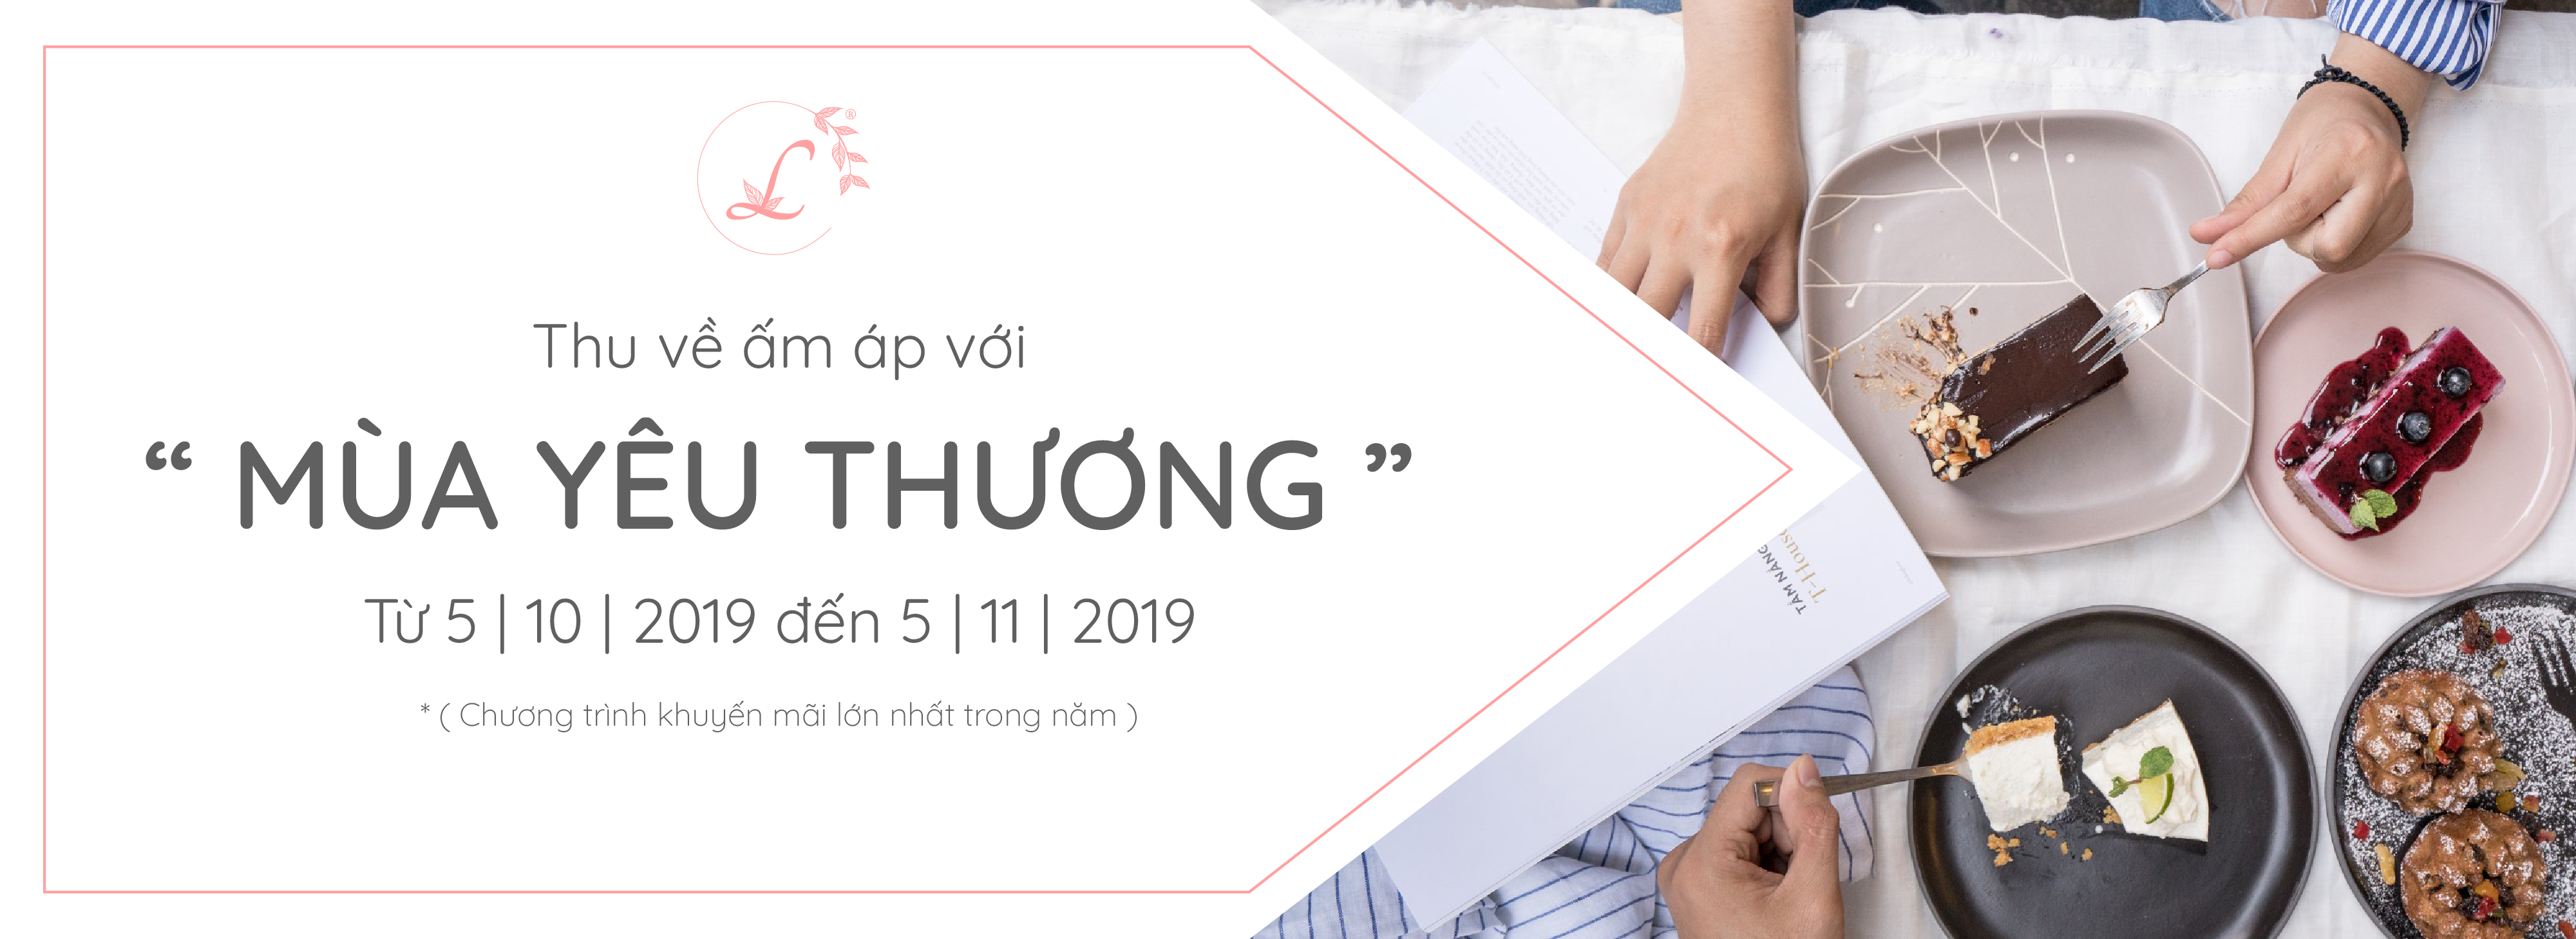 L ®
Thu về ấm áp với
“ MÙA YÊU THƯƠNG ”
Từ 5 | 10 | 2019 đến 5 | 11 | 2019
* ( Chương trình khuyến mãi lớn nhất trong năm )